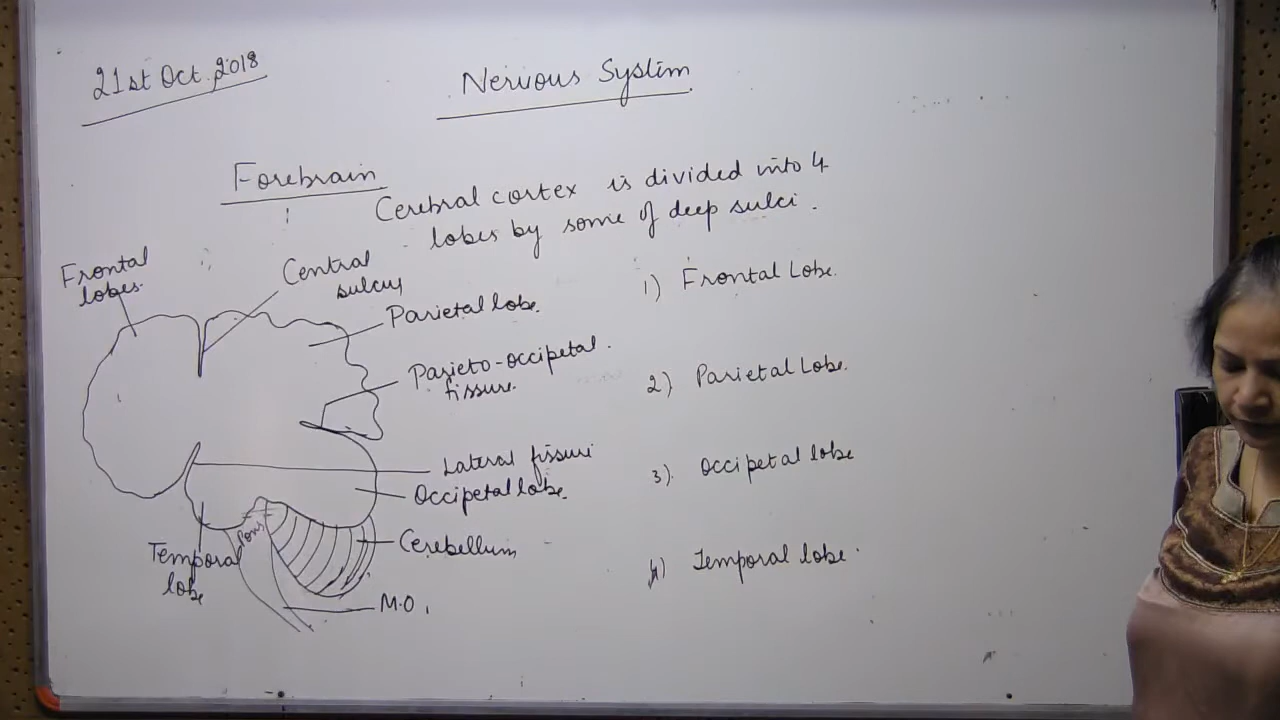 21st Oct. 2018
Nervous System
Forebrain
Cerebral cortex is divided into 4
lobes by some of deep sulci.
Frontal
lobes.
Central
sulcus
Parietal lobe.
Parieto-occipetal.
fissure.
Lateral fissure
Occipetal lobe.
Cerebellum
Pons
Temporal
lobe
M.O.
1) Frontal Lobe.
2) Parietal Lobe.
3). Occipetal lobe
4) Temporal lobe.